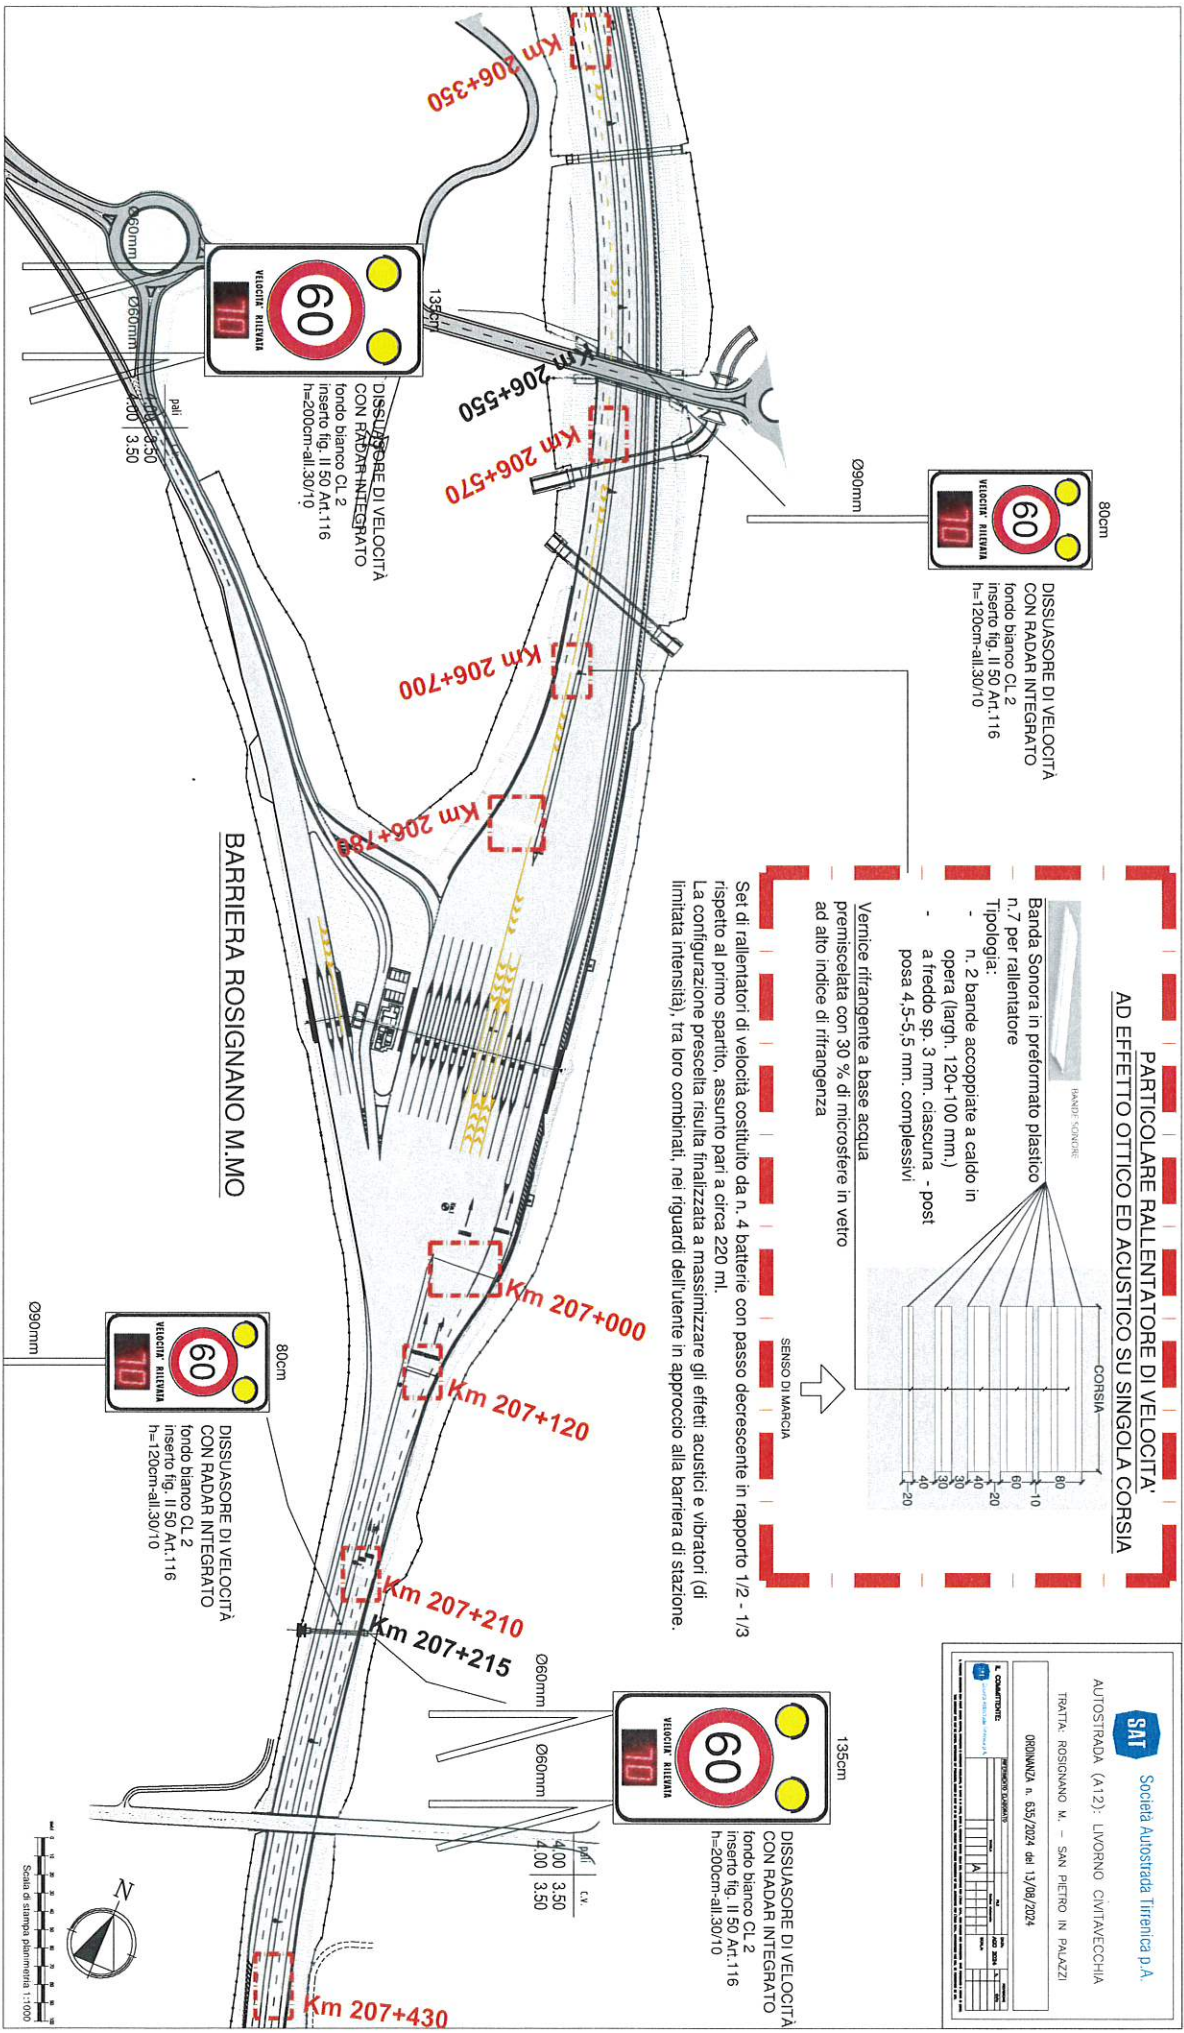 SAT
Società Autostrada Tirrenica p.A.
AUTOSTRADA (A12): LIVORNO CIVITAVECCHIA
TRATTA: ROSIGNANO M. – SAN PIETRO IN PALAZZI
ORDINANZA n. 635/2024 del 13/08/2024
IL COMMITTENTE:
PARTICOLARE RALLENTATORE DI VELOCITA'
AD EFFETTO OTTICO ED ACUSTICO SU SINGOLA CORSIA
BANDE SONORE
Banda Sonora in preformato plastico
n.7 per rallentatore
Tipologia:
- n. 2 bande accoppiate a caldo in
opera (largh. 120+100 mm.)
- a freddo sp. 3 mm. ciascuna - post
posa 4,5-5,5 mm. complessivi
Vernice rifrangente a base acqua
premiscelata con 30 % di microsfere in vetro
ad alto indice di rifrangenza
CORSIA
80
10
60
20
40
30
30
40
20
SENSO DI MARCIA
Set di rallentatori di velocità costituito da n. 4 batterie con passo decrescente in rapporto 1/2 - 1/3
rispetto al primo spartito, assunto pari a circa 220 ml.
La configurazione prescelta risulta finalizzata a massimizzare gli effetti acustici e vibratori (di
limitata intensità), tra loro combinati, nei riguardi dell'utente in approccio alla barriera di stazione.
80cm
60
VELOCITA' RILEVATA
70
Ø90mm
DISSUASORE DI VELOCITÀ
CON RADAR INTEGRATO
fondo bianco CL 2
inserto fig. II 50 Art.116
h=120cm-all.30/10
135cm
60
VELOCITA' RILEVATA
70
Ø60mm
Ø60mm
DISSUASORE DI VELOCITÀ
CON RADAR INTEGRATO
fondo bianco CL 2
inserto fig. II 50 Art.116
h=200cm-all.30/10
pali
4.00 3.50
4.00 3.50
Km 206+350
Km 206+550
Km 206+570
Km 206+700
Km 206+780
BARRIERA ROSIGNANO M.MO
Km 207+000
Km 207+120
Km 207+210
Km 207+215
Km 207+430
80cm
60
VELOCITA' RILEVATA
70
Ø90mm
DISSUASORE DI VELOCITÀ
CON RADAR INTEGRATO
fondo bianco CL 2
inserto fig. II 50 Art.116
h=120cm-all.30/10
135cm
60
VELOCITA' RILEVATA
70
Ø60mm
Ø60mm
DISSUASORE DI VELOCITÀ
CON RADAR INTEGRATO
fondo bianco CL 2
inserto fig. II 50 Art.116
h=200cm-all.30/10
pali c.v.
4.00 3.50
4.00 3.50
N
Scala di stampa planimetria 1:1000